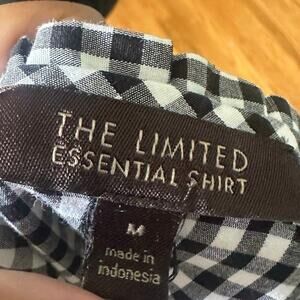 THE LIMITED
ESSENTIAL SHIRT
M
made in
indonesia